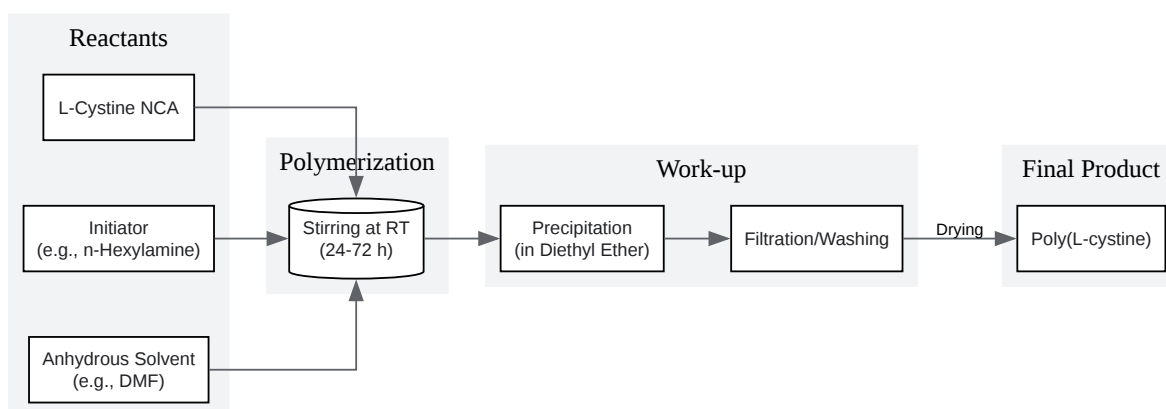 Reactants
L-Cystine NCA
Initiator
(e.g., n-Hexylamine)
Anhydrous Solvent
(e.g., DMF)
Polymerization
Stirring at RT
(24-72 h)
Work-up
Precipitation
(in Diethyl Ether)
Filtration/Washing
Drying
Final Product
Poly(L-cystine)